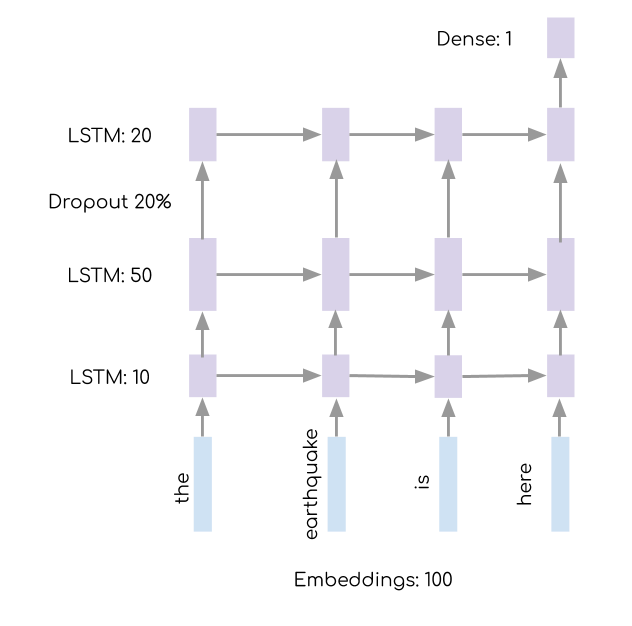 Dense: 1
LSTM: 20
Dropout 20%
LSTM: 50
LSTM: 10
the
earthquake
is
here
Embeddings: 100